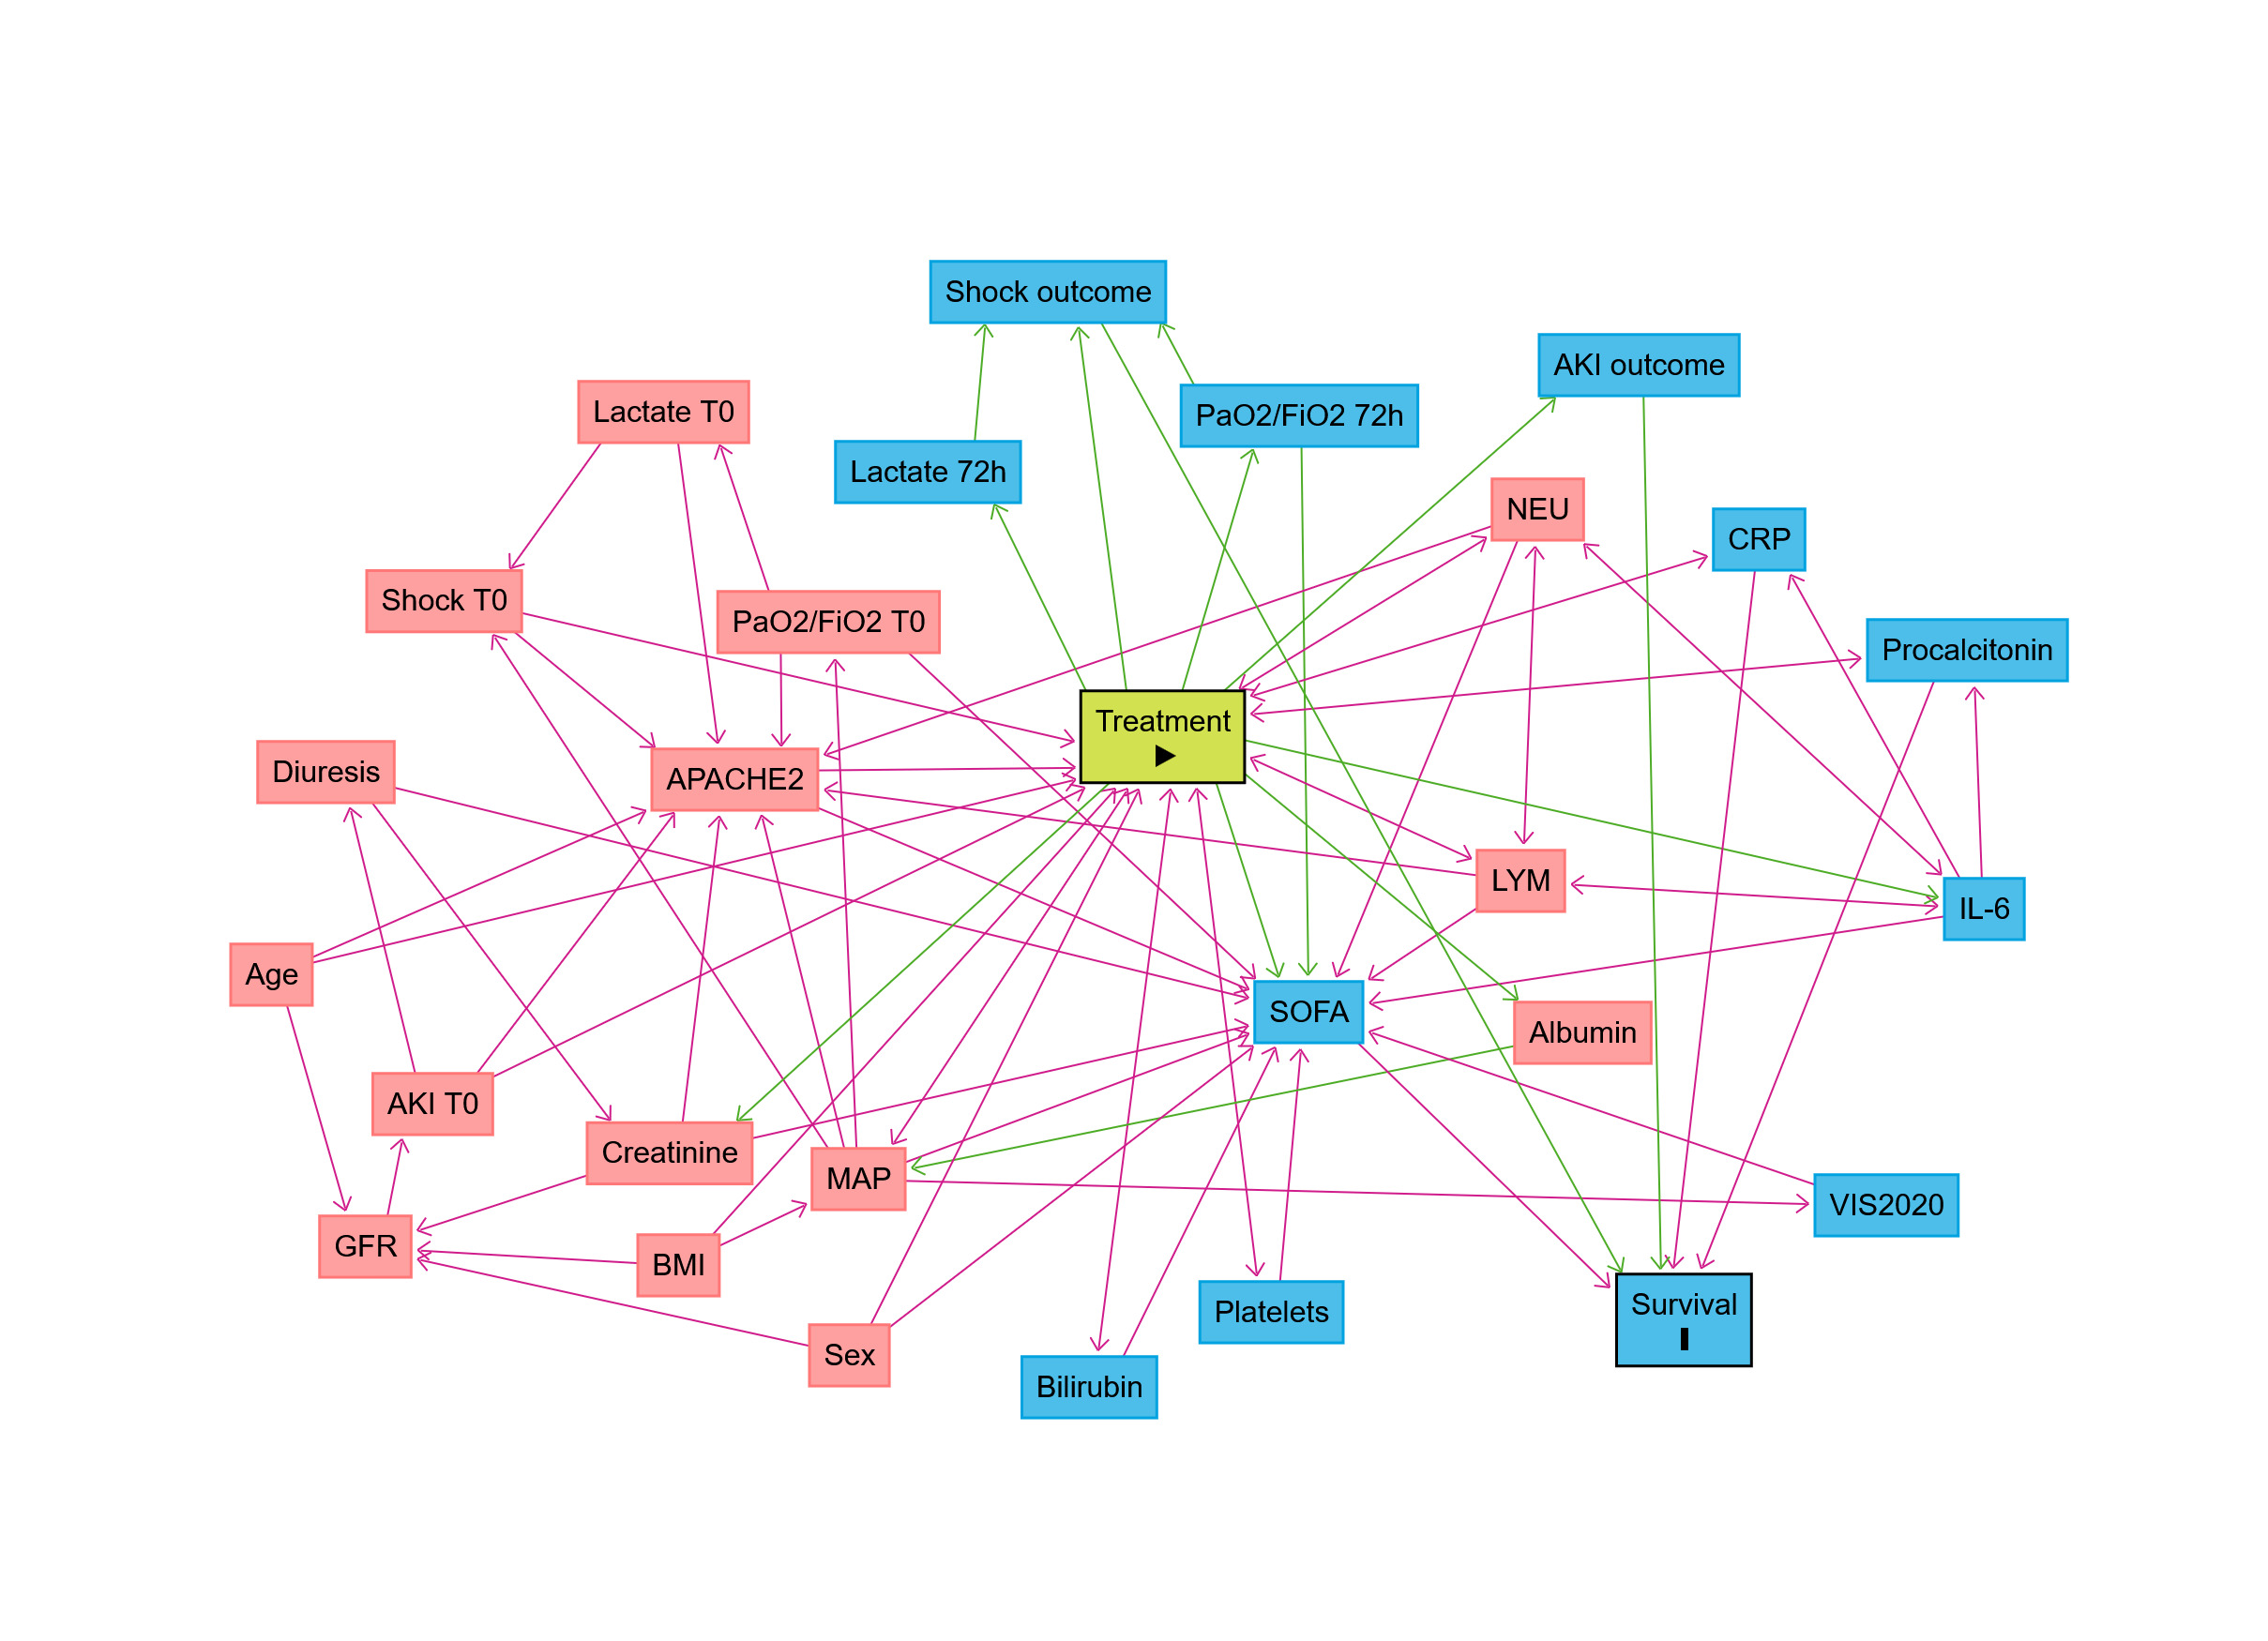 Shock outcome
AKI outcome
Lactate T0
PaO2/FiO2 72h
Lactate 72h
NEU
CRP
Shock T0
PaO2/FiO2 T0
Procalcitonin
Treatment
Diuresis
APACHE2
LYM
IL-6
Age
SOFA
Albumin
AKI T0
Creatinine
MAP
VIS2020
GFR
BMI
Platelets
Survival
Sex
Bilirubin